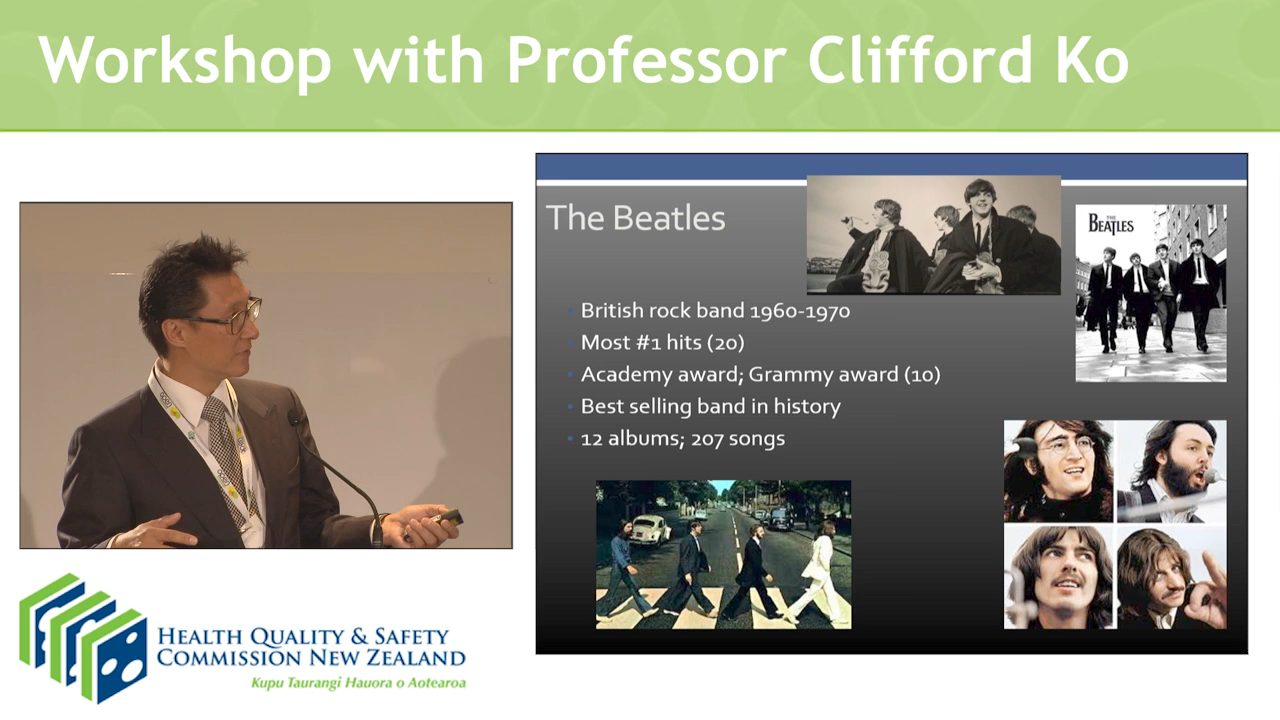 Workshop with Professor Clifford Ko
The Beatles
THE
BEATLES
British rock band 1960-1970
Most #1 hits (20)
Academy award; Grammy award (10)
Best selling band in history
12 albums; 207 songs
HEALTH QUALITY & SAFETY
COMMISSION NEW ZEALAND
Kupu Taurangi Hauora o Aotearoa